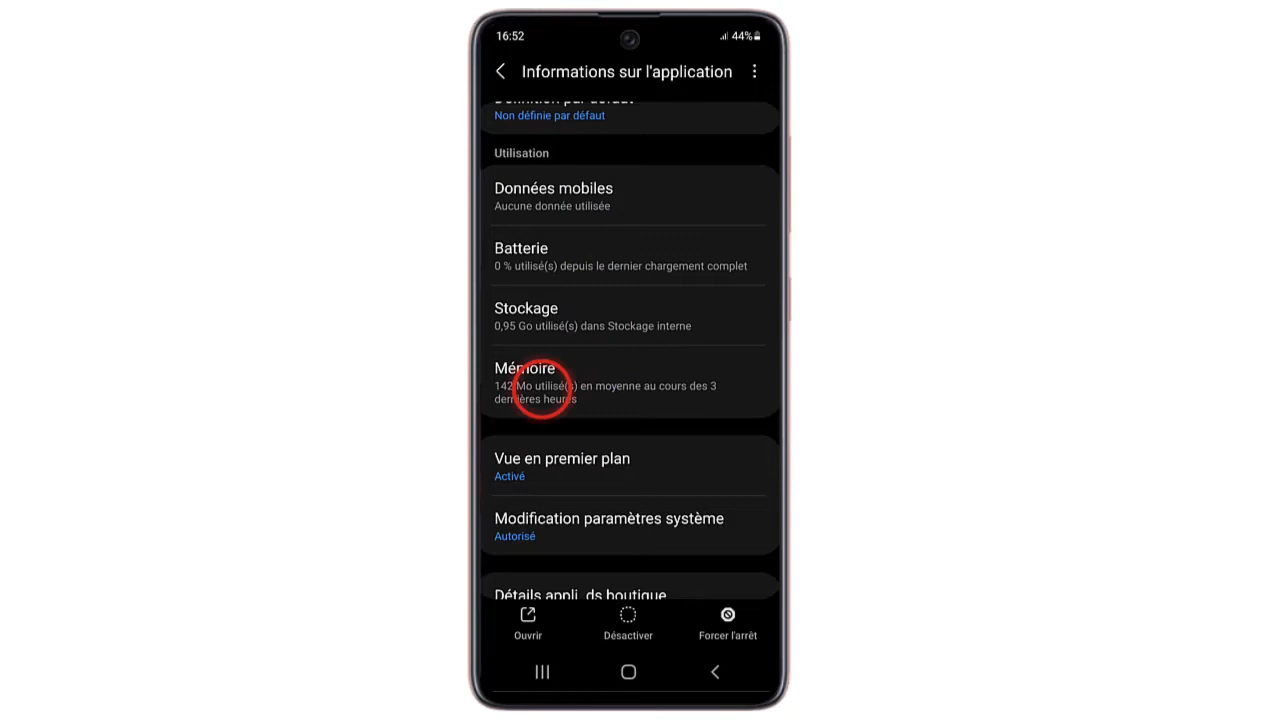 16:52
44%
Informations sur l'application
Définition par défaut
Non définie par défaut
Utilisation
Données mobiles
Aucune donnée utilisée
Batterie
0 % utilisé(s) depuis le dernier chargement complet
Stockage
0,95 Go utilisé(s) dans Stockage interne
Mémoire
142 Mo utilisé(s) en moyenne au cours des 3
dernières heures
Vue en premier plan
Activé
Modification paramètres système
Autorisé
Détails appli. ds boutique
Ouvrir
Désactiver
Forcer l'arrêt